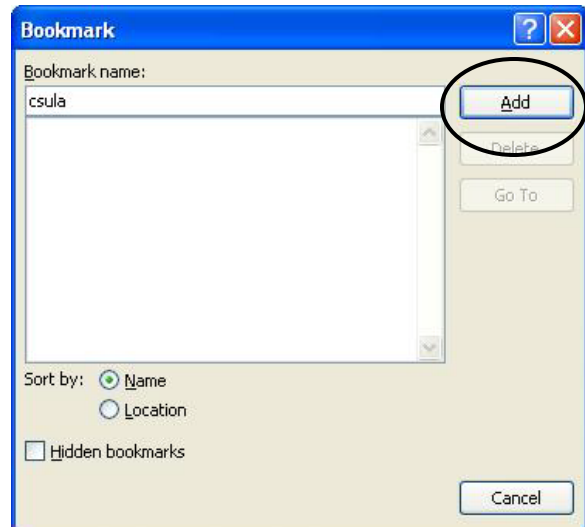 Bookmark
Bookmark name:
csula
Add
Delete
Go To
Sort by:
Name
Location
Hidden bookmarks
Cancel